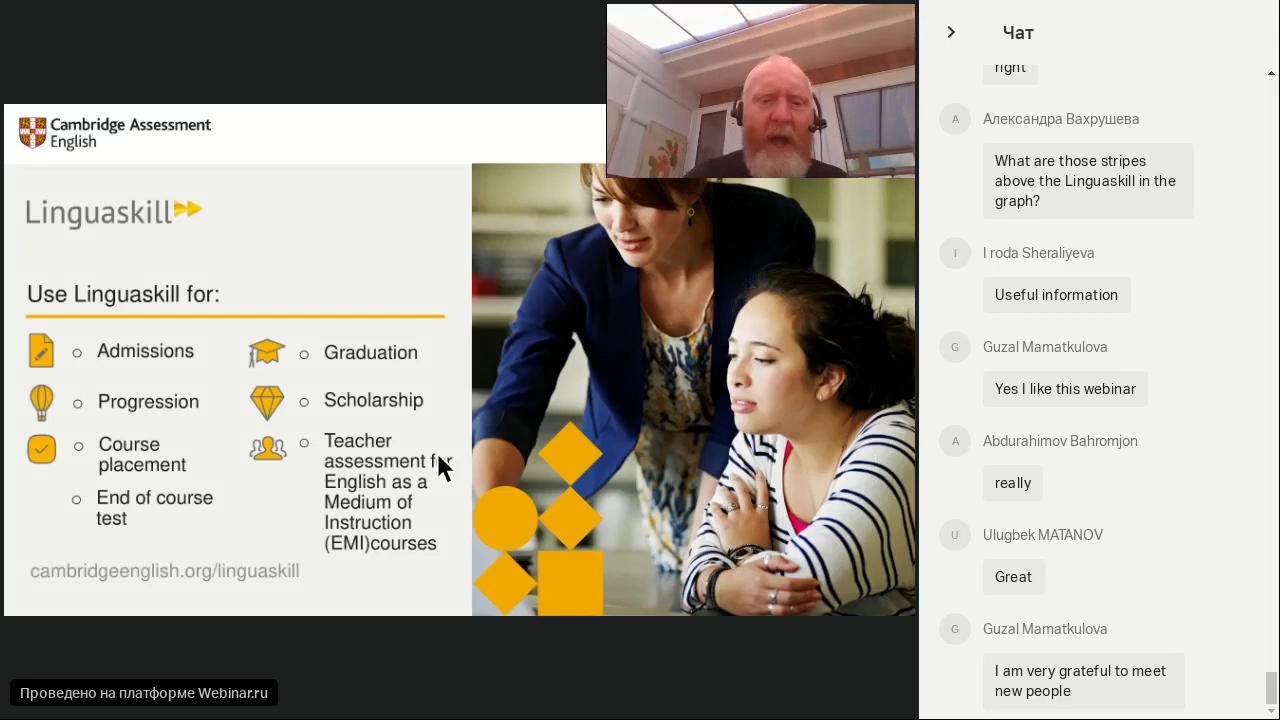 Cambridge Assessment
English
Linguaskill
Use Linguaskill for:
Admissions
Progression
Course
placement
End of course
test
Graduation
Scholarship
Teacher
assessment for
English as a
Medium of
Instruction
(EMI)courses
cambridgeenglish.org/linguaskill
Проведено на платформе Webinar.ru
Чат
right
А
Александра Вахрушева
What are those stripes
above the Linguaskill in the
graph?
I
I roda Sheraliyeva
Useful information
G
Guzal Mamatkulova
Yes I like this webinar
A
Abdurahimov Bahromjon
really
U
Ulugbek MATANOV
Great
G
Guzal Mamatkulova
I am very grateful to meet
new people